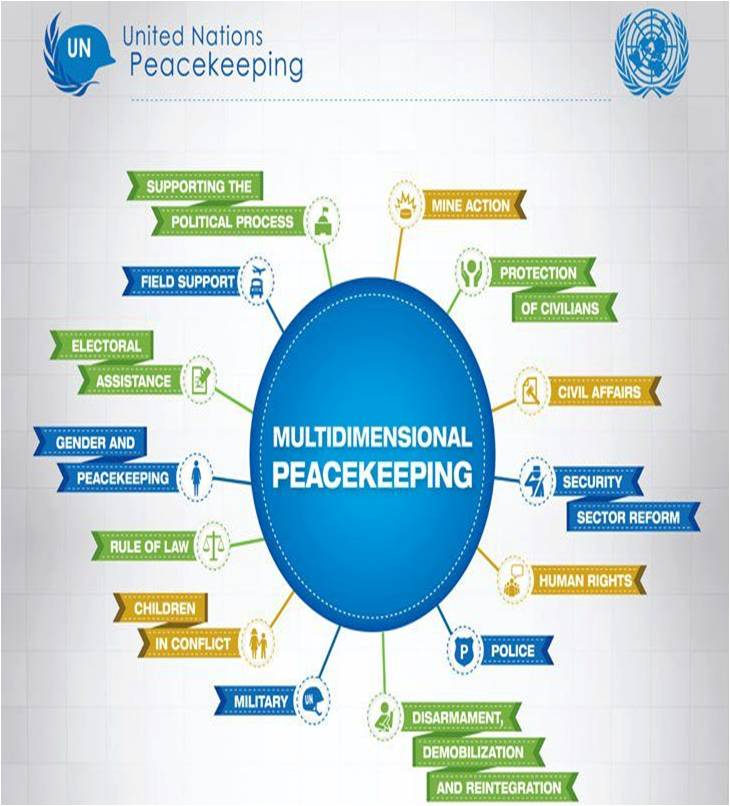 UN
United Nations
Peacekeeping
SUPPORTING THE
POLITICAL PROCESS
MINE ACTION
FIELD SUPPORT
PROTECTION
OF CIVILIANS
ELECTORAL
ASSISTANCE
CIVIL AFFAIRS
MULTIDIMENSIONAL
PEACEKEEPING
GENDER AND
PEACEKEEPING
SECURITY
SECTOR REFORM
RULE OF LAW
HUMAN RIGHTS
CHILDREN
IN CONFLICT
P
POLICE
MILITARY
UN
DISARMAMENT,
DEMOBILIZATION
AND REINTEGRATION